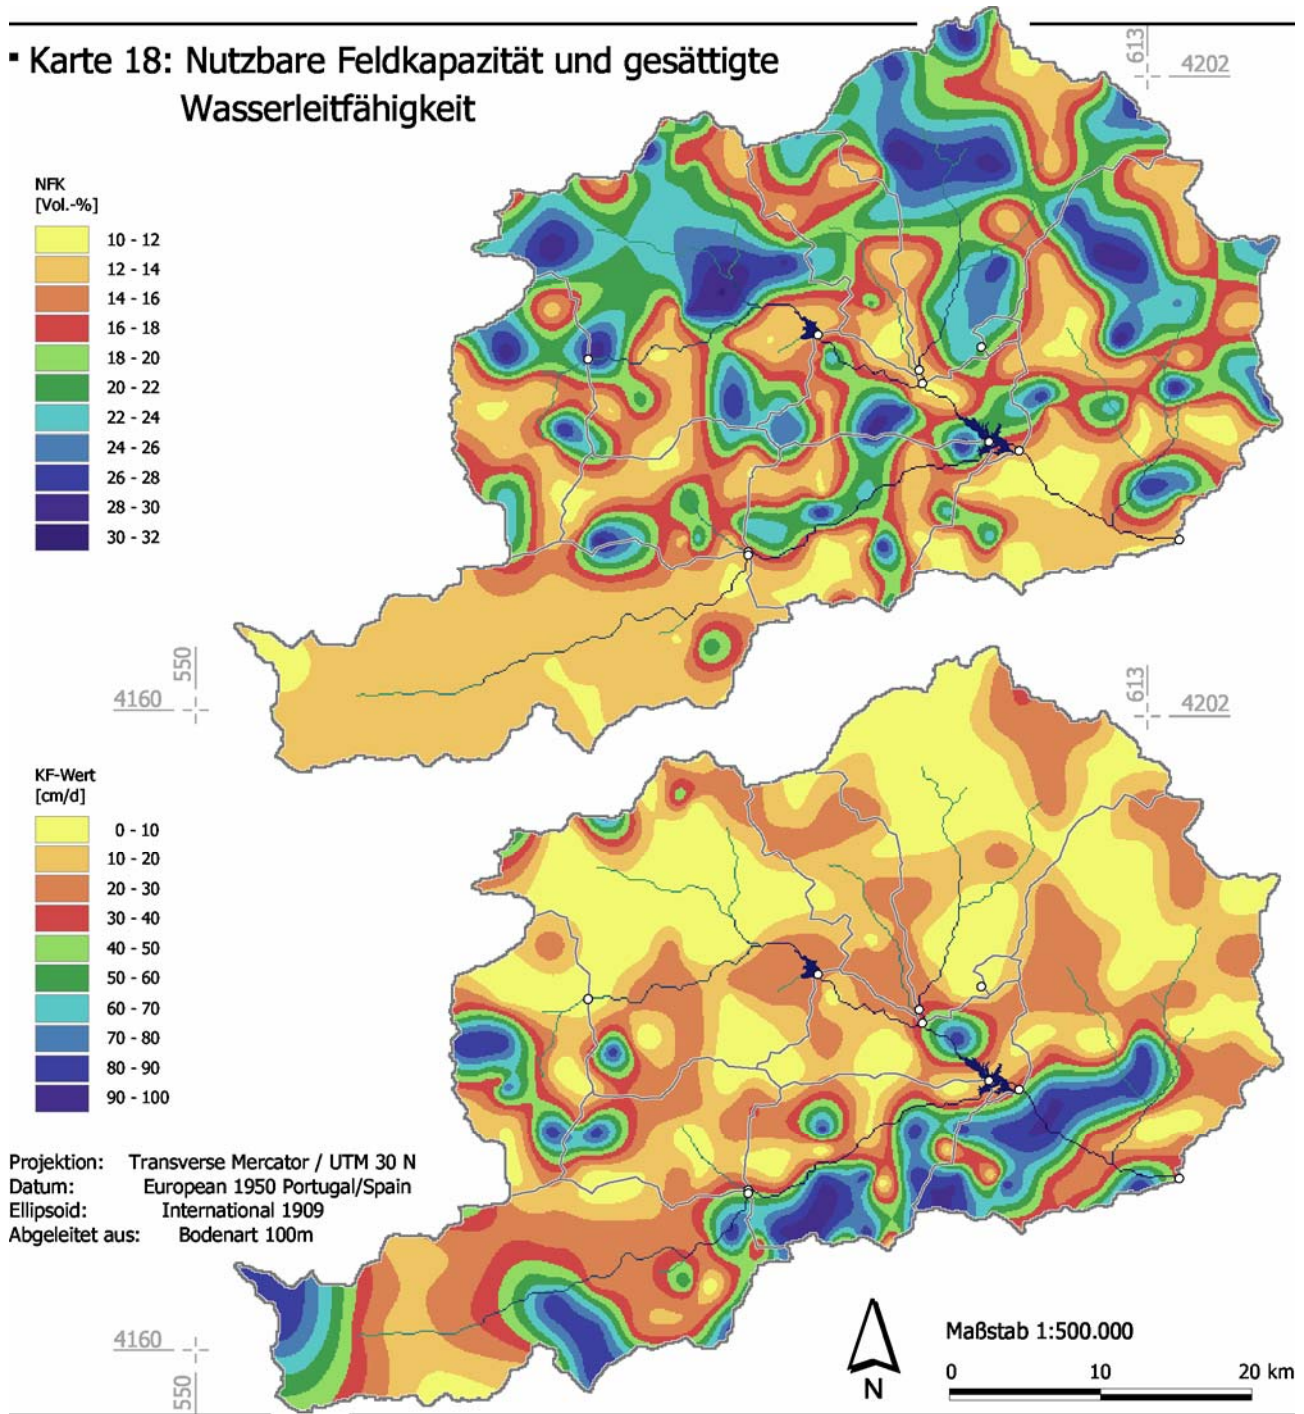 ▪ Karte 18: Nutzbare Feldkapazität und gesättigte
Wasserleitfähigkeit
613
4202
NFK
[Vol.-%]
10 - 12
12 - 14
14 - 16
16 - 18
18 - 20
20 - 22
22 - 24
24 - 26
26 - 28
28 - 30
30 - 32
550
4160
613
4202
KF-Wert
[cm/d]
0 - 10
10 - 20
20 - 30
30 - 40
40 - 50
50 - 60
60 - 70
70 - 80
80 - 90
90 - 100
Projektion: Transverse Mercator / UTM 30 N
Datum: European 1950 Portugal/Spain
Ellipsoid: International 1909
Abgeleitet aus: Bodenart 100m
4160
550
N
Maßstab 1:500.000
0 10 20 km